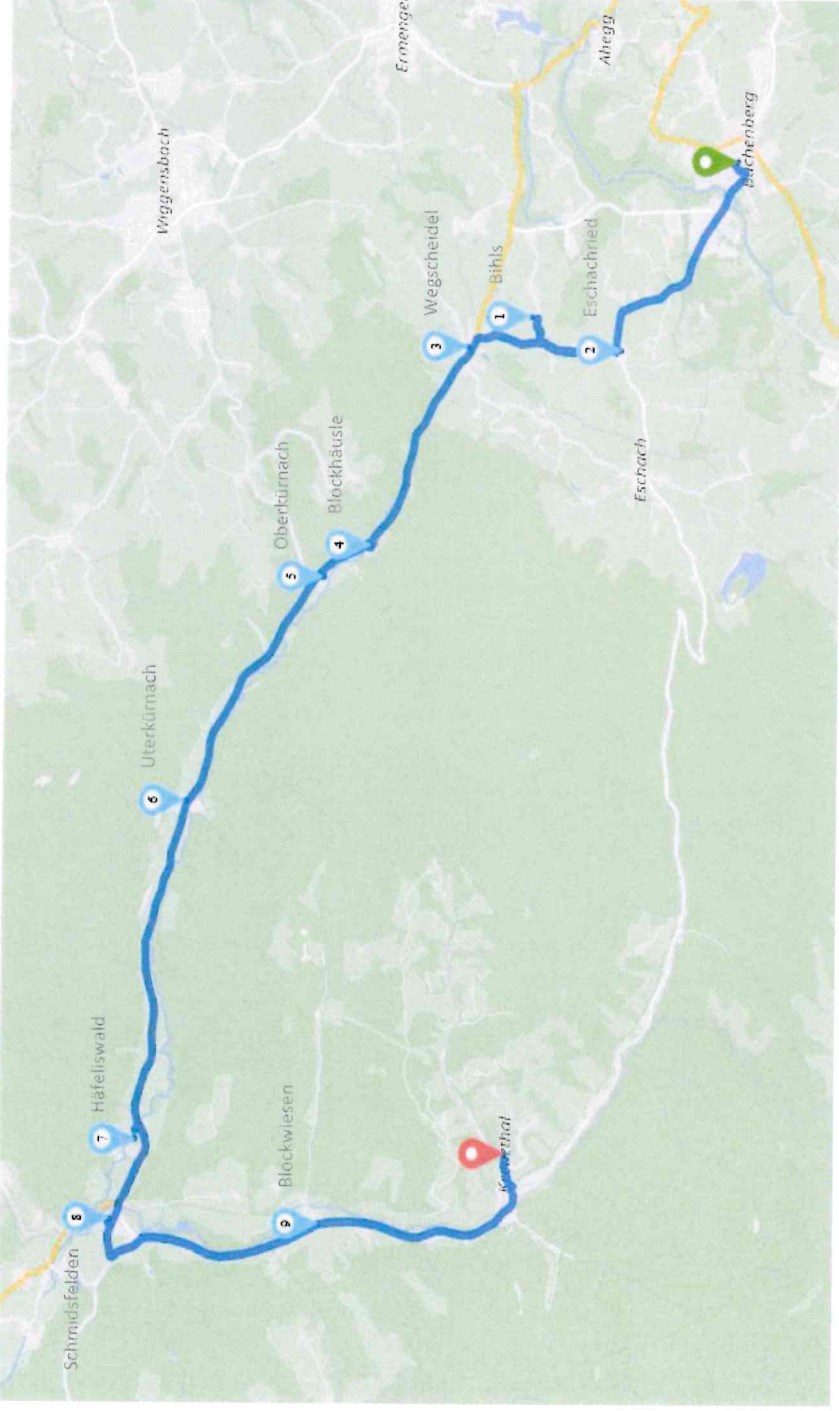 Schmidsfelden
8
Häfeliswald
7
Uterkürnach
6
Wiggensbach
Blockwiesen
9
Oberkürnach
5
Blockhäusle
4
Ermenge
Wegscheidel
3
Bihls
1
Eschachried
2
Ahegg
Eschach
Buchenberg